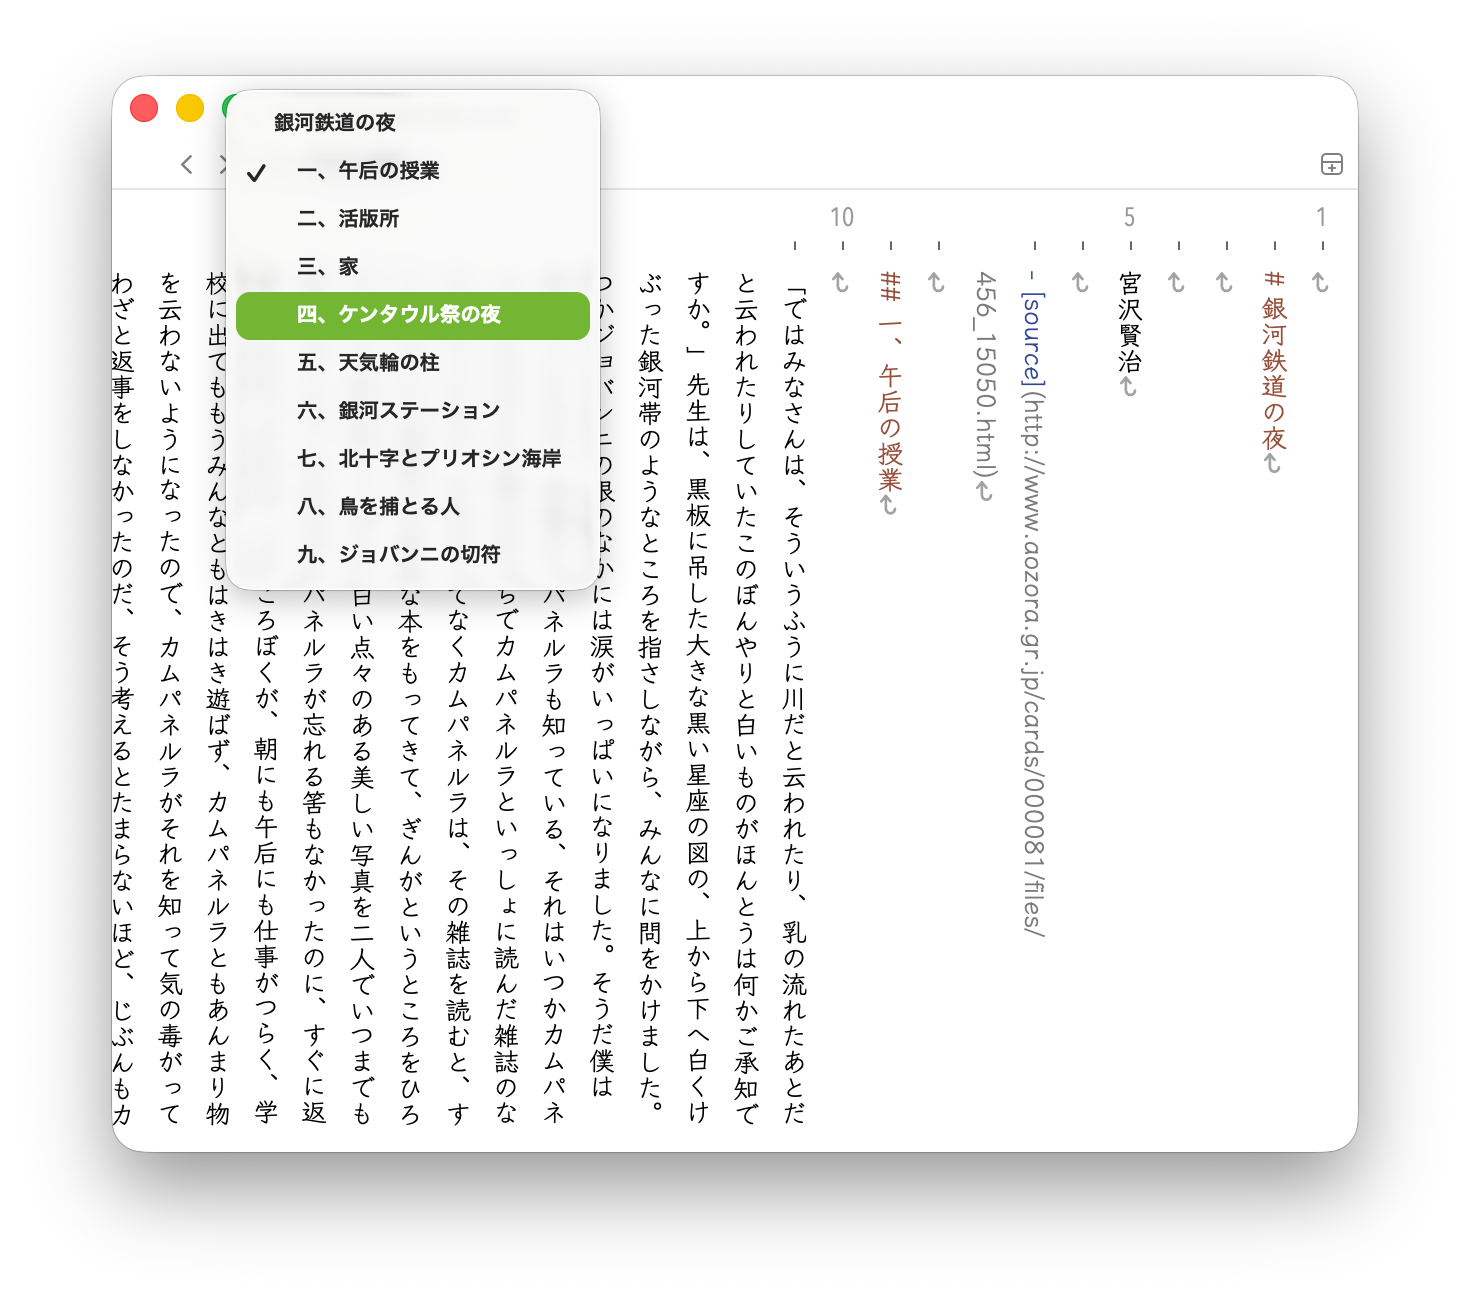 銀河鉄道の夜
一、午后の授業
二、活版所
三、家
四、ケンタウル祭の夜
五、天気輪の柱
六、銀河ステーション
七、北十字とプリオシン海岸
八、鳥を捕とる人
九、ジョバンニの切符
1
5
10
# 銀河鉄道の夜
宮沢賢治
- [source](http://www.aozora.gr.jp/cards/000081/files/
456_15050.html)
## 一、午后の授業
「ではみなさんは、そういうふうに川だと云われたり、乳の流れたあとだ
と云われたりしていたこのぼんやりと白いものがほんとうは何かご承知で
すか。」先生は、黒板に吊した大きな黒い星座の図の、上から下へ白くけ
ぶった銀河帯のようなところを指さしながら、みんなに問をかけました。
のなかには涙がいっぱいになりました。そうだ僕は
パネルラも知っている、それはいつかカムパネ
ちでカムパネルラといっしょに読んだ雑誌のな
てなくカムパネルラは、その雑誌を読むと、す
な本をもってきて、ぎんがというところをひろ
白い点々のある美しい写真を二人でいつまでも
パネルラが忘れる筈もなかったのに、すぐに返
ころぼくが、朝にも午后にも仕事がつらく、学
校に出てももうみんなともはきはき遊ばず、カムパネルラともあんまり物
を云わないようになったので、カムパネルラがそれを知って気の毒がって
わざと返事をしなかったのだ、そう考えるとたまらないほど、じぶんもカ